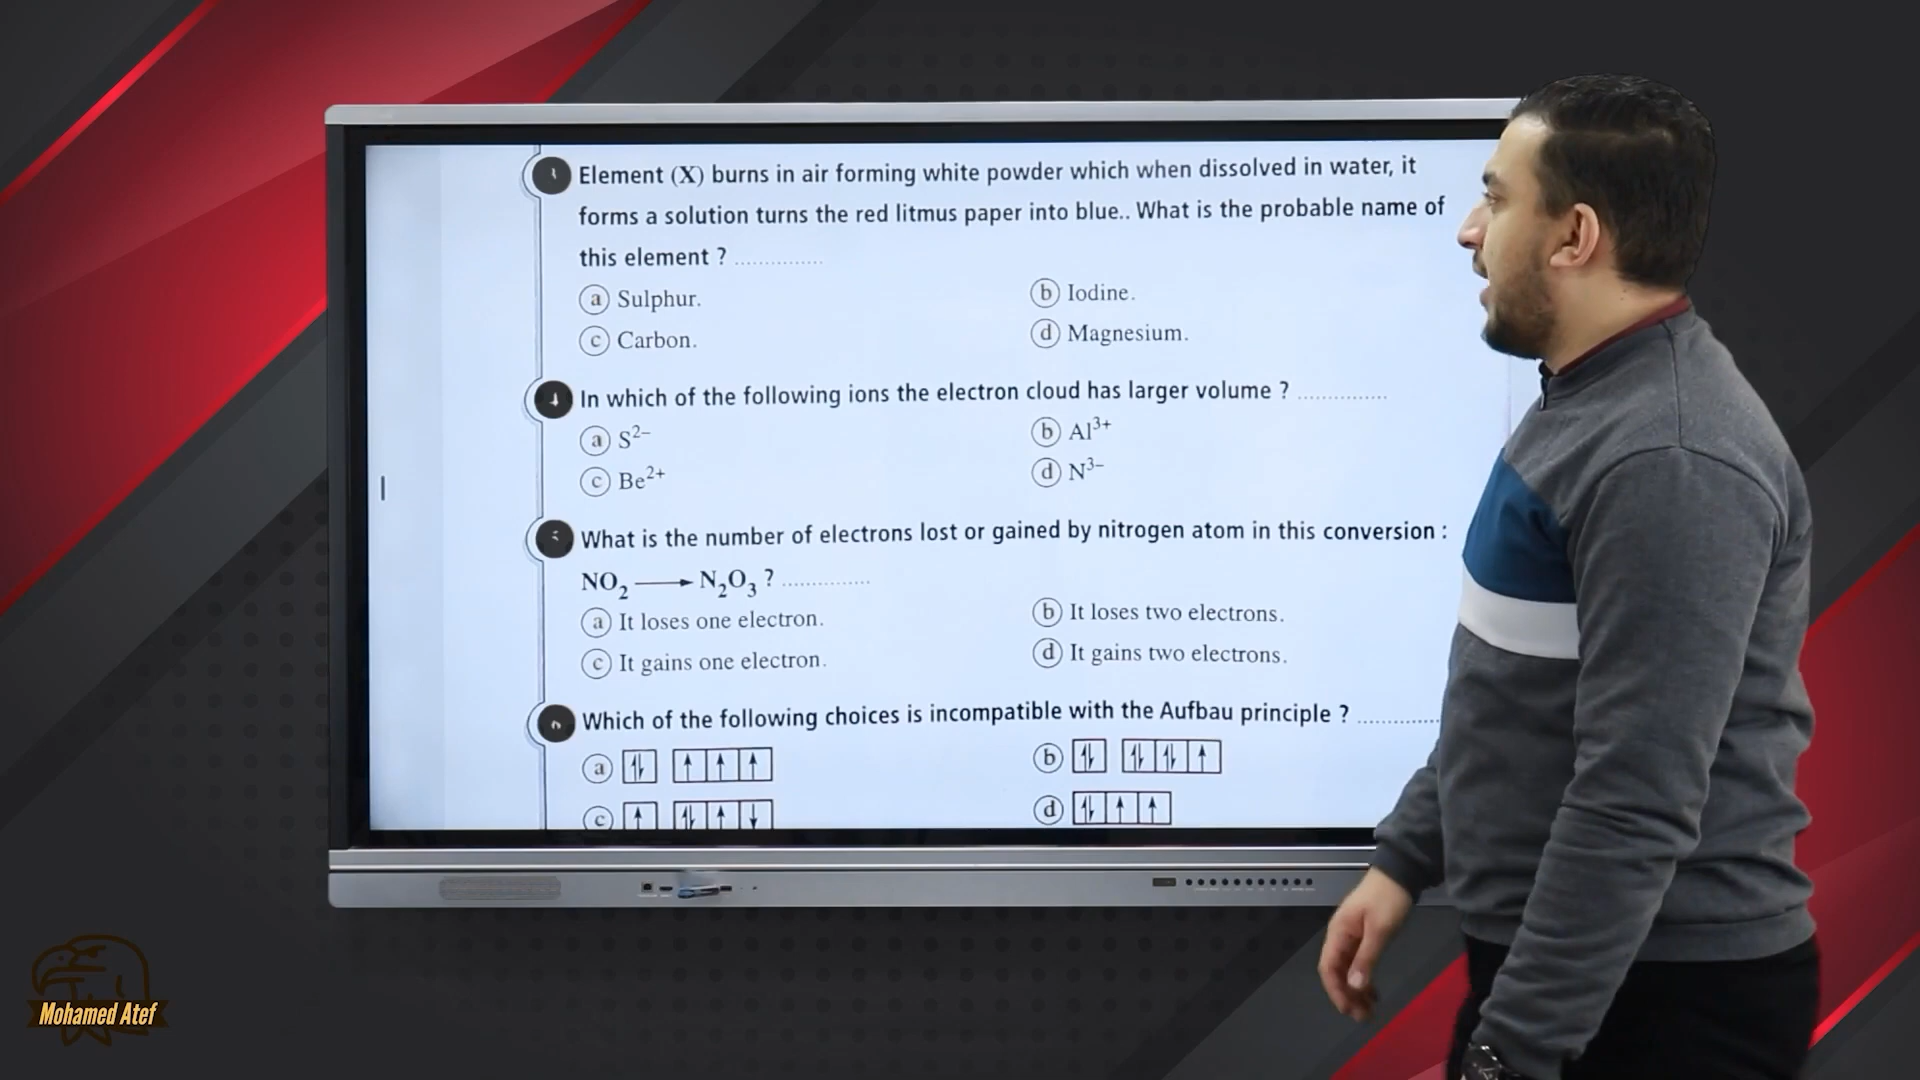 Element (X) burns in air forming white powder which when dissolved in water, it
forms a solution turns the red litmus paper into blue.. What is the probable name of
this element ? ..............
a Sulphur.
b Iodine.
c Carbon.
d Magnesium.
In which of the following ions the electron cloud has larger volume ? ..............
a S²⁻
b Al³⁺
c Be²⁺
d N³⁻
What is the number of electrons lost or gained by nitrogen atom in this conversion :
NO₂ ⟶ N₂O₃ ? ..............
a It loses one electron.
b It loses two electrons.
c It gains one electron.
d It gains two electrons.
Which of the following choices is incompatible with the Aufbau principle ? ..............
a
b
c
d
Mohamed Atef